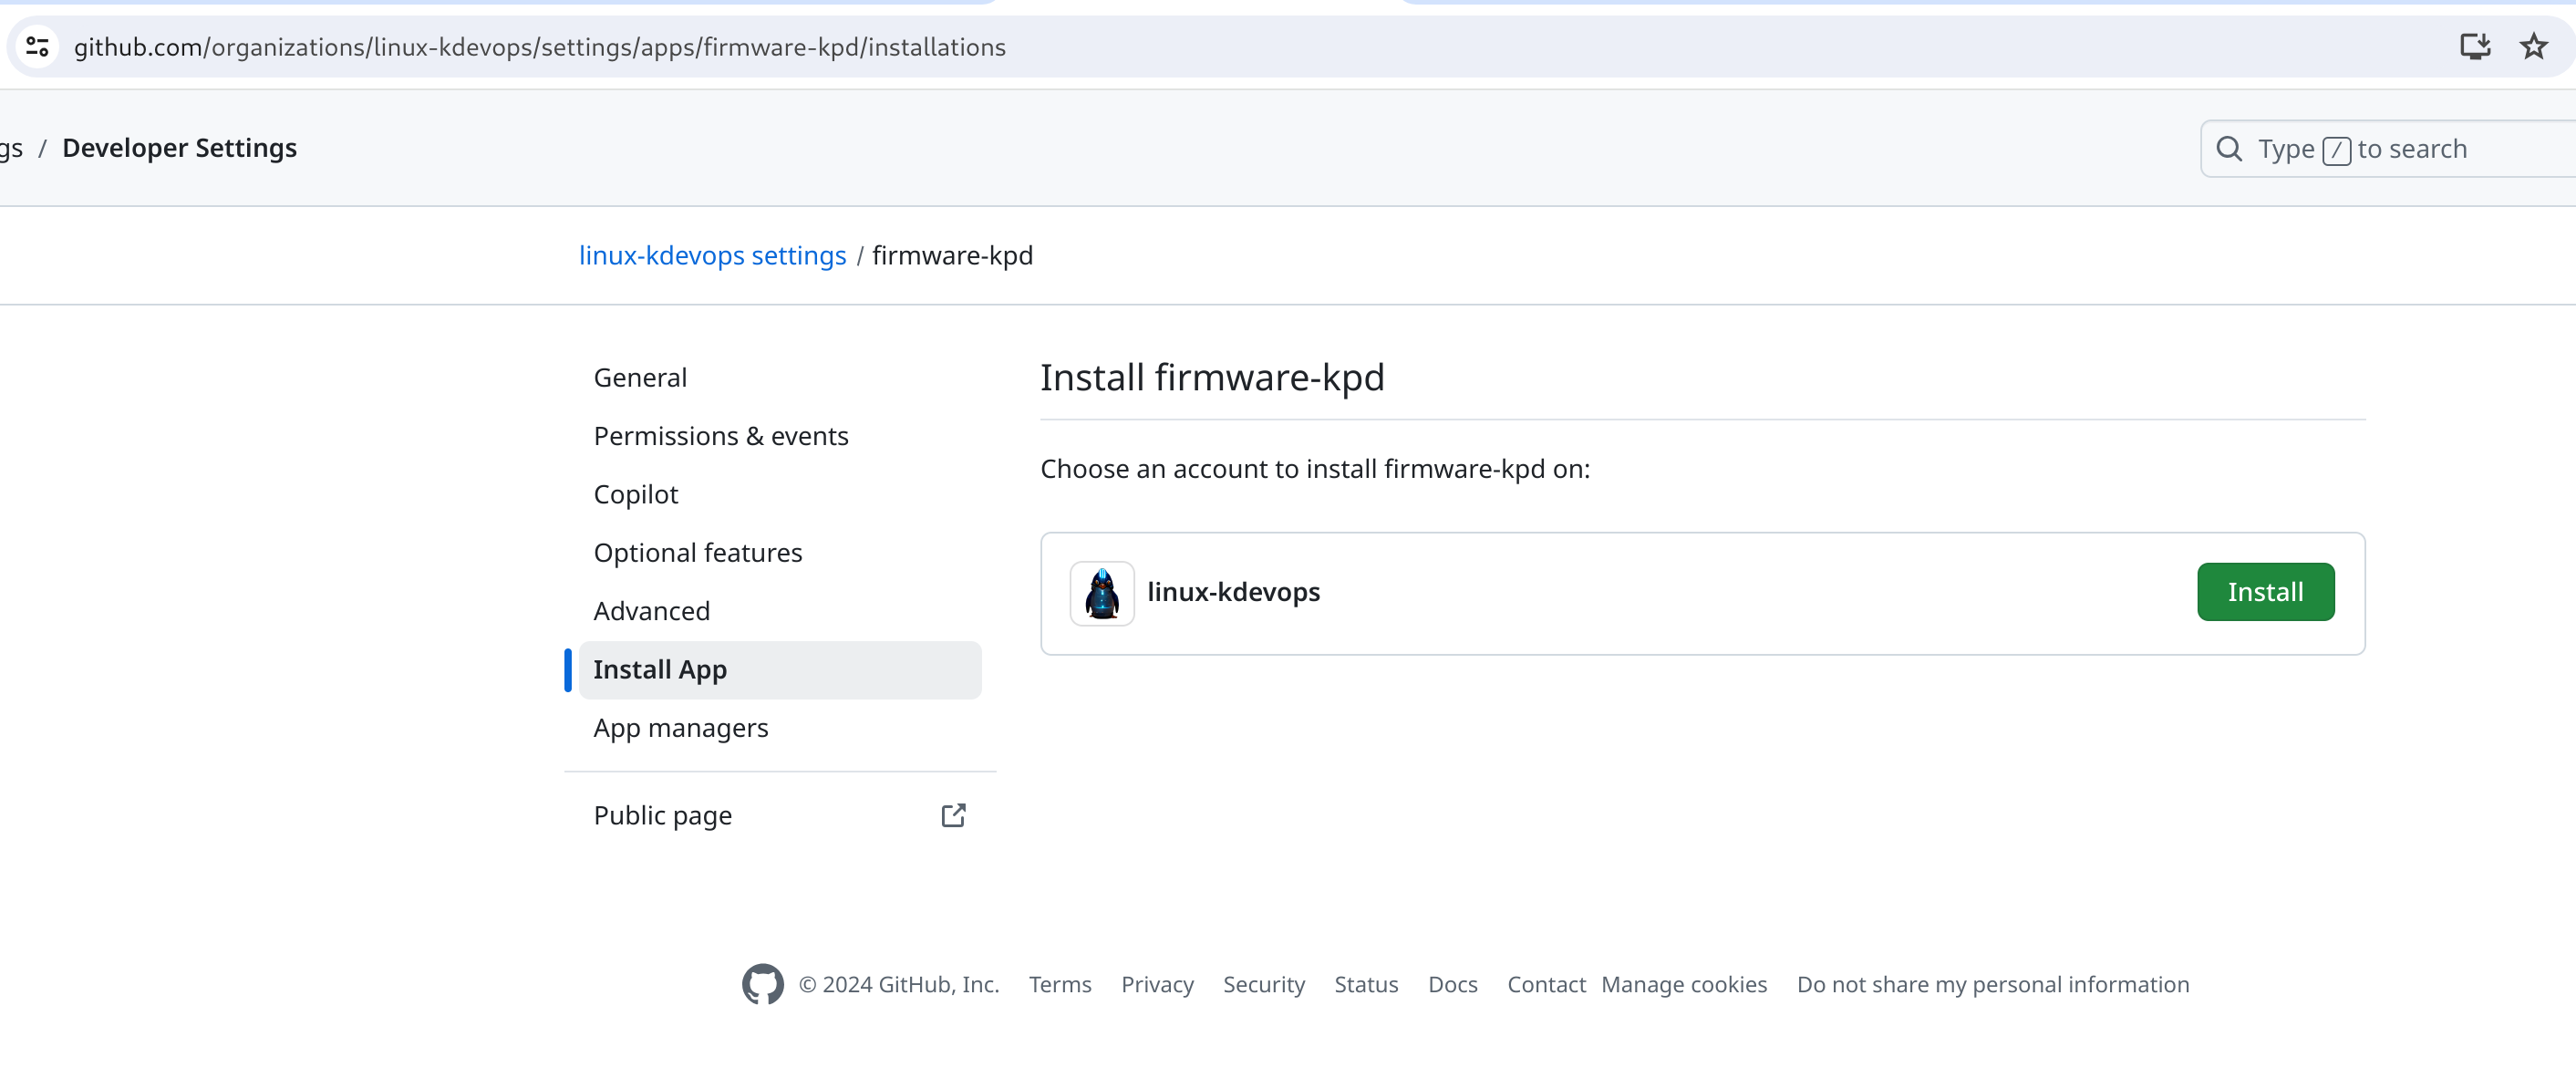 github.com/organizations/linux-kdevops/settings/apps/firmware-kpd/installations
gs / Developer Settings
Type / to search
linux-kdevops settings / firmware-kpd
General
Permissions & events
Copilot
Optional features
Advanced
Install App
App managers
Public page
Install firmware-kpd
Choose an account to install firmware-kpd on:
linux-kdevops
Install
© 2024 GitHub, Inc. Terms Privacy Security Status Docs Contact Manage cookies Do not share my personal information